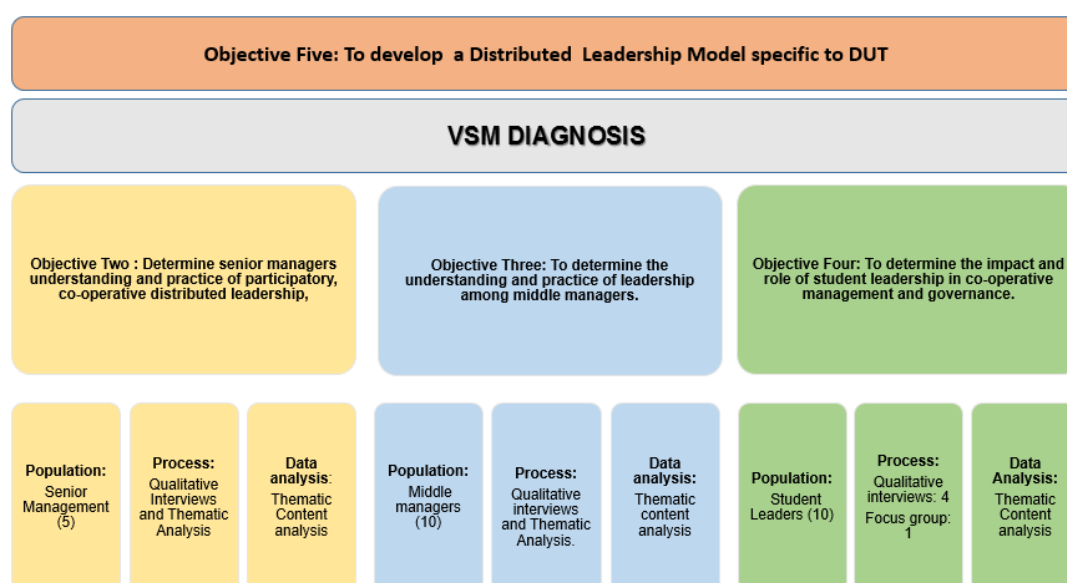 Objective Five: To develop a Distributed Leadership Model specific to DUT
VSM DIAGNOSIS
Objective Two : Determine senior managers
understanding and practice of participatory,
co-operative distributed leadership,
Objective Three: To determine the
understanding and practice of leadership
among middle managers.
Objective Four: To determine the impact and
role of student leadership in co-operative
management and governance.
Population:
Senior
Management
(5)
Process:
Qualitative
Interviews
and Thematic
Analysis
Data
analysis:
Thematic
Content
analysis
Population:
Middle
managers
(10)
Process:
Qualitative
interviews
and Thematic
Analysis.
Data
analysis:
Thematic
content
analysis
Population:
Student
Leaders (10)
Process:
Qualitative
interviews: 4
Focus group:
1
Data
Analysis:
Thematic
Content
analysis